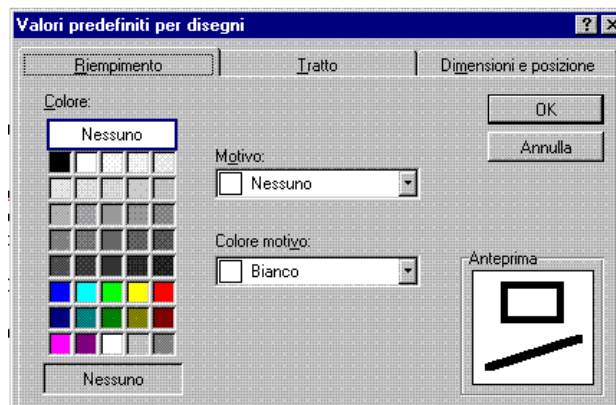 Valori predefiniti per disegni
Riempimento
Tratto
Dimensioni e posizione
Colore:
Nessuno
Nessuno
Motivo:
Nessuno
Colore motivo:
Bianco
OK
Annulla
Anteprima